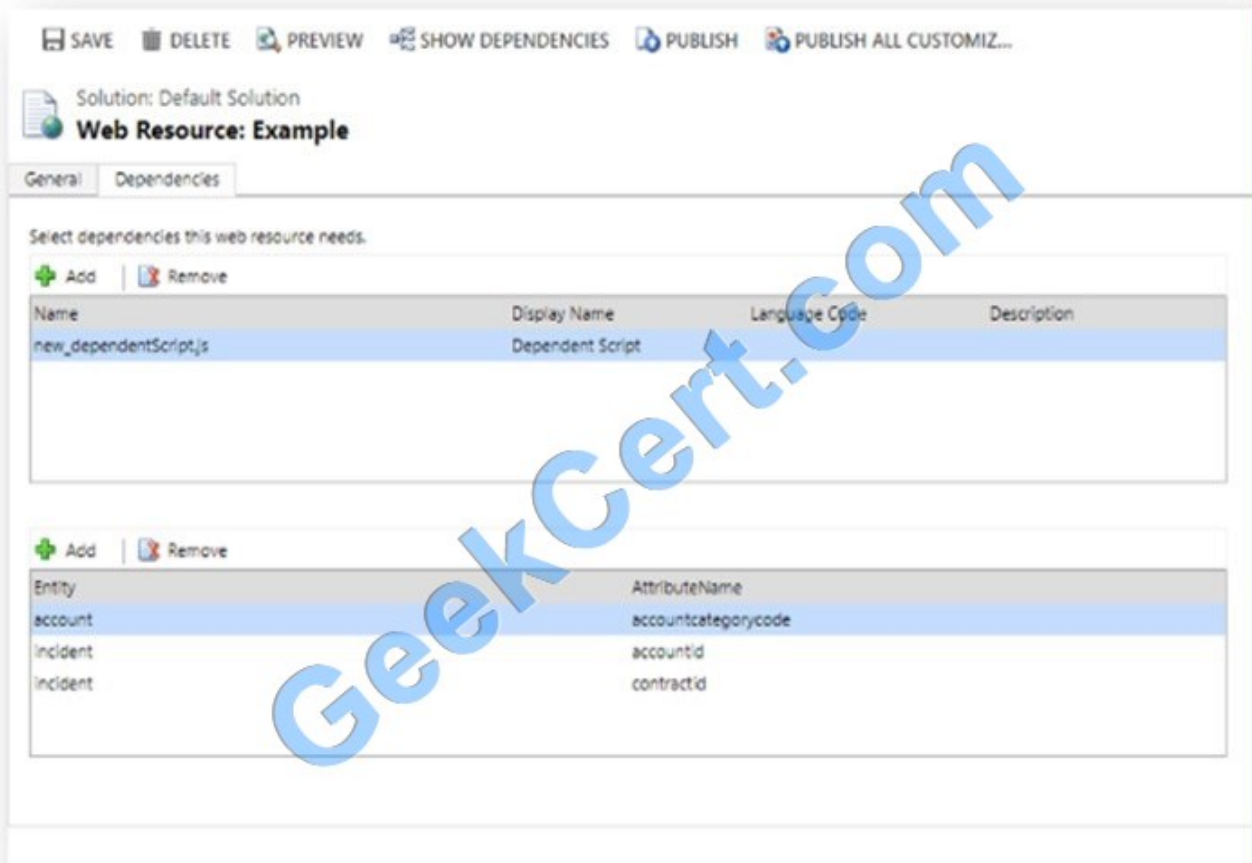 SAVE DELETE PREVIEW SHOW DEPENDENCIES PUBLISH PUBLISH ALL CUSTOMIZ...
Solution: Default Solution
Web Resource: Example
General Dependencies
Select dependencies this web resource needs.
Add Remove
Name Display Name Language Code Description
new_dependentScript.js Dependent Script
Add Remove
Entity AttributeName
account accountcategorycode
incident accountid
incident contractid
GeekCert.com